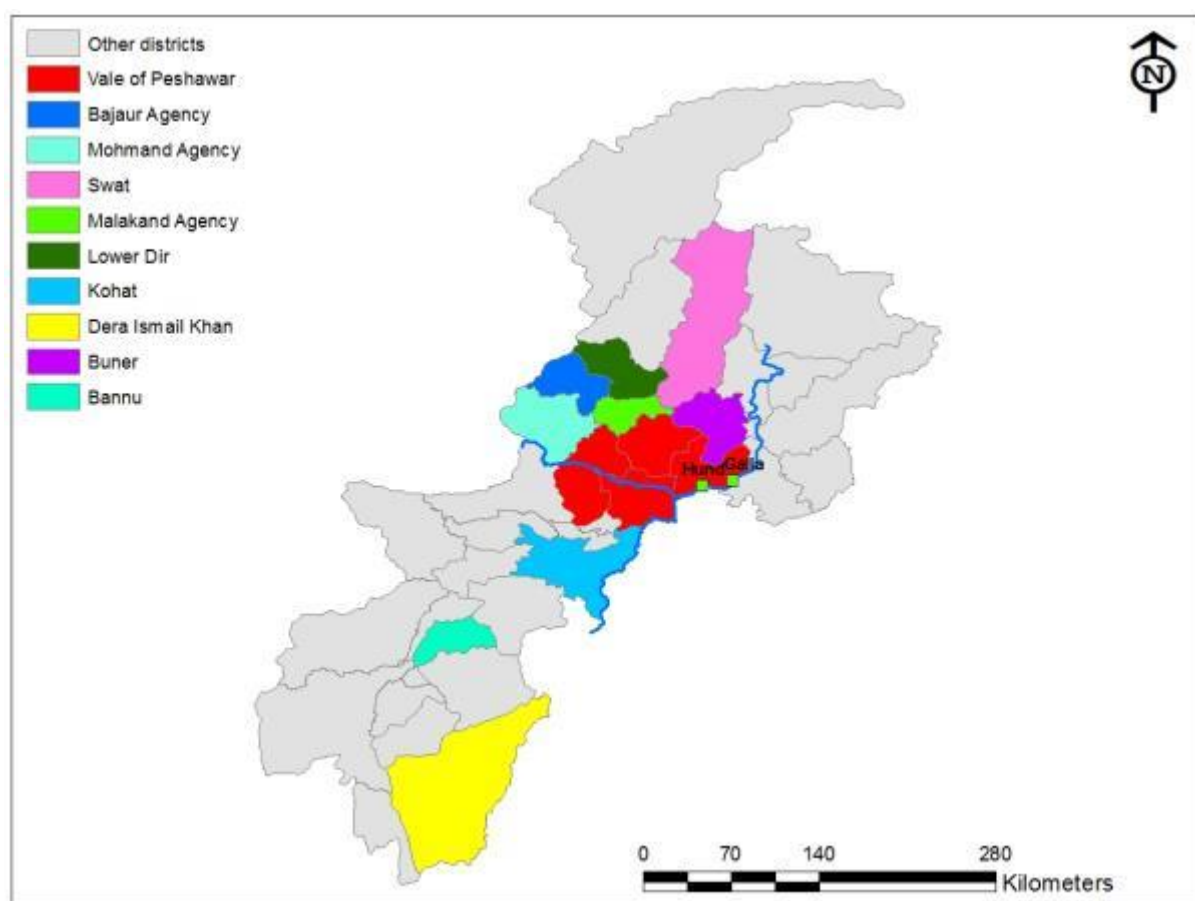 Other districts
Vale of Peshawar
Bajaur Agency
Mohmand Agency
Swat
Malakand Agency
Lower Dir
Kohat
Dera Ismail Khan
Buner
Bannu
N
Hund Galla
0 70 140 280
Kilometers